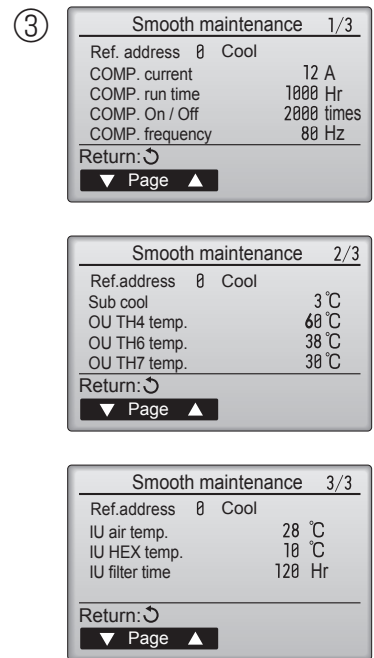 ③
Smooth maintenance 1/3
Ref. address 0 Cool
COMP. current 12 A
COMP. run time 1000 Hr
COMP. On / Off 2000 times
COMP. frequency 80 Hz
Return:
▼ Page ▲
Smooth maintenance 2/3
Ref.address 0 Cool
Sub cool 3 ℃
OU TH4 temp. 60 ℃
OU TH6 temp. 38 ℃
OU TH7 temp. 30 ℃
Return:
▼ Page ▲
Smooth maintenance 3/3
Ref.address 0 Cool
IU air temp. 28 ℃
IU HEX temp. 10 ℃
IU filter time 120 Hr
Return:
▼ Page ▲